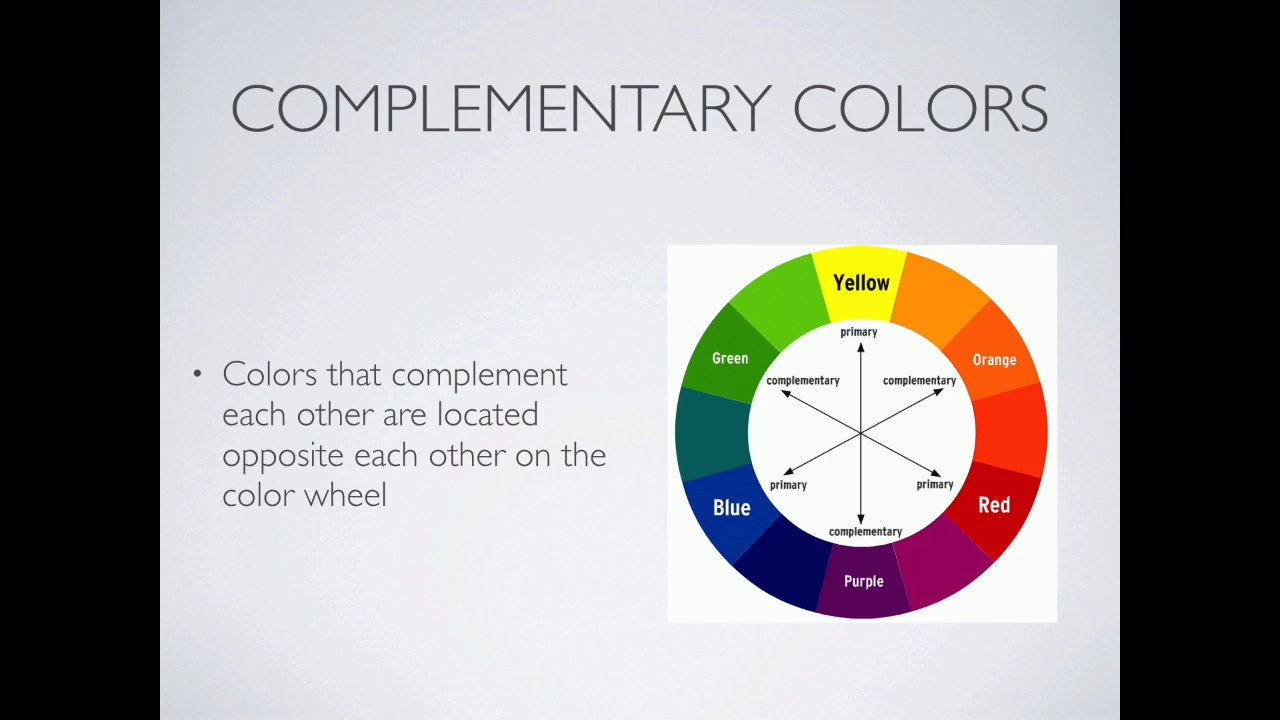 COMPLEMENTARY COLORS
• Colors that complement
each other are located
opposite each other on the
color wheel
Yellow
primary
Green
Orange
complementary
complementary
primary
primary
Blue
Red
complementary
Purple